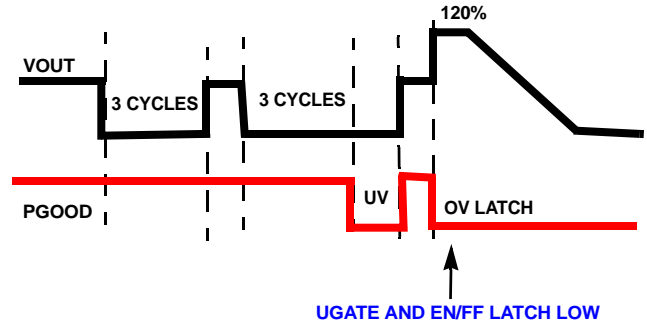 120%
VOUT
3 CYCLES
3 CYCLES
UV
PGOOD
OV LATCH
UGATE AND EN/FF LATCH LOW